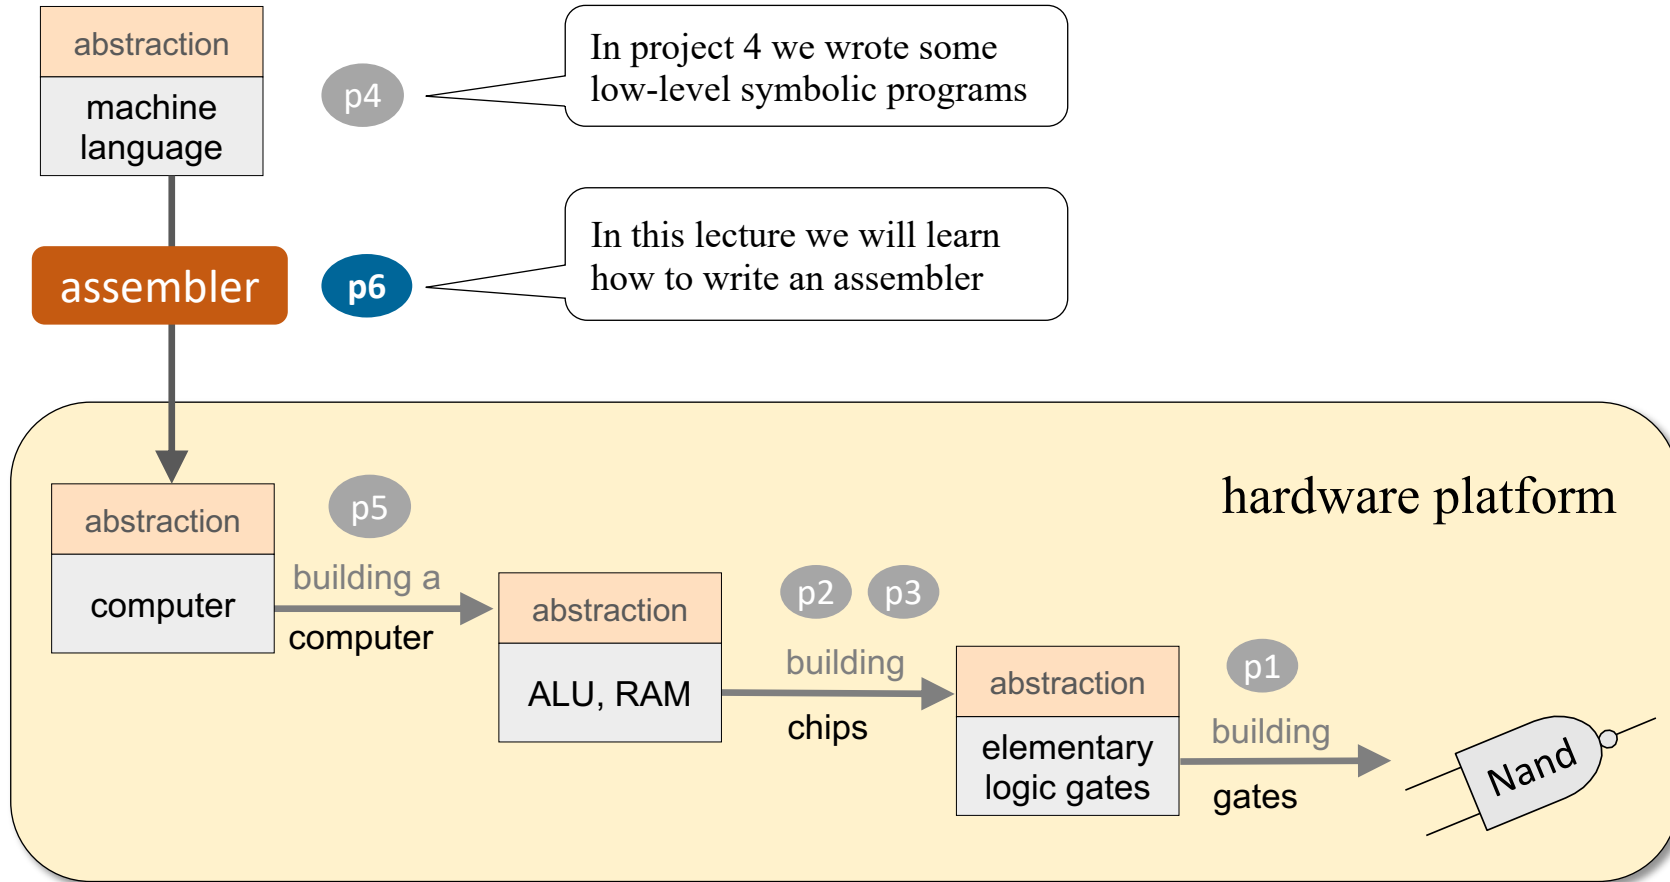 abstraction
machine
language
p4
In project 4 we wrote some
low-level symbolic programs
assembler
p6
In this lecture we will learn
how to write an assembler
hardware platform
abstraction
computer
p5
building a
computer
abstraction
ALU, RAM
p2 p3
building
chips
abstraction
elementary
logic gates
p1
building
gates
Nand